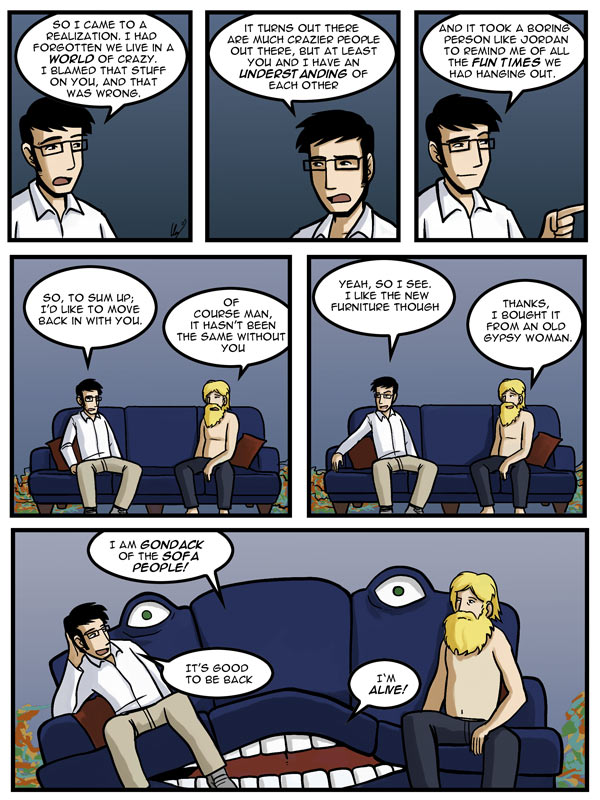 SO I CAME TO A
REALIZATION. I HAD
FORGOTTEN WE LIVE IN A
WORLD OF CRAZY.
I BLAMED THAT STUFF
ON YOU, AND THAT
WAS WRONG.
IT TURNS OUT THERE
ARE MUCH CRAZIER PEOPLE
OUT THERE, BUT AT LEAST
YOU AND I HAVE AN
UNDERSTANDING OF
EACH OTHER
AND IT TOOK A BORING
PERSON LIKE JORDAN
TO REMIND ME OF ALL
THE FUN TIMES WE
HAD HANGING OUT.
SO, TO SUM UP;
I'D LIKE TO MOVE
BACK IN WITH YOU.
OF
COURSE MAN,
IT HASN'T BEEN
THE SAME WITHOUT
YOU
YEAH, SO I SEE.
I LIKE THE NEW
FURNITURE THOUGH
THANKS,
I BOUGHT IT
FROM AN OLD
GYPSY WOMAN.
I AM GONDACK
OF THE SOFA
PEOPLE!
IT'S GOOD
TO BE BACK
I'M
ALIVE!